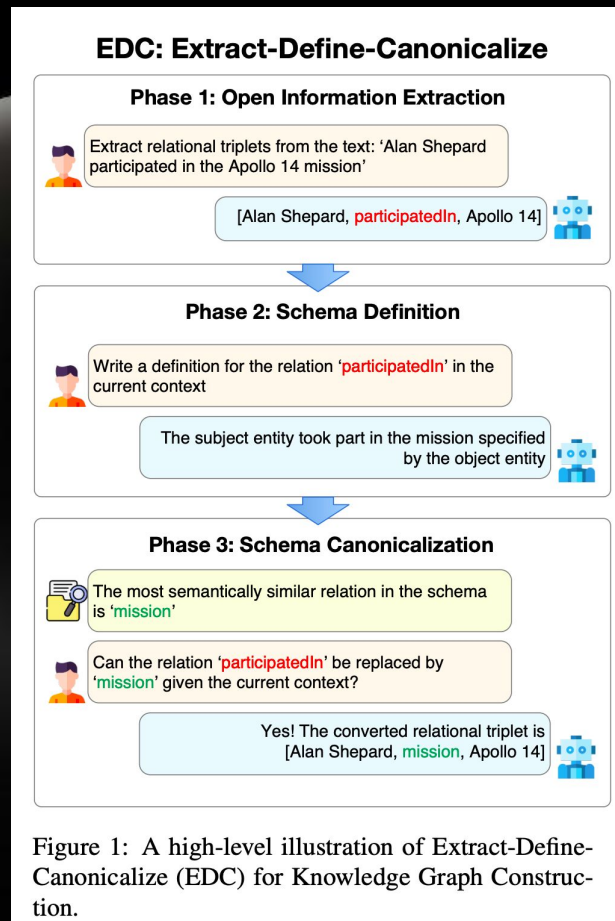 EDC: Extract-Define-Canonicalize
Phase 1: Open Information Extraction
Extract relational triplets from the text: ‘Alan Shepard
participated in the Apollo 14 mission’
[Alan Shepard, participatedIn, Apollo 14]
Phase 2: Schema Definition
Write a definition for the relation ‘participatedIn’ in the
current context
The subject entity took part in the mission specified
by the object entity
Phase 3: Schema Canonicalization
The most semantically similar relation in the schema
is ‘mission’
Can the relation ‘participatedIn’ be replaced by
‘mission’ given the current context?
Yes! The converted relational triplet is
[Alan Shepard, mission, Apollo 14]
Figure 1: A high-level illustration of Extract-Define-
Canonicalize (EDC) for Knowledge Graph Construc-
tion.